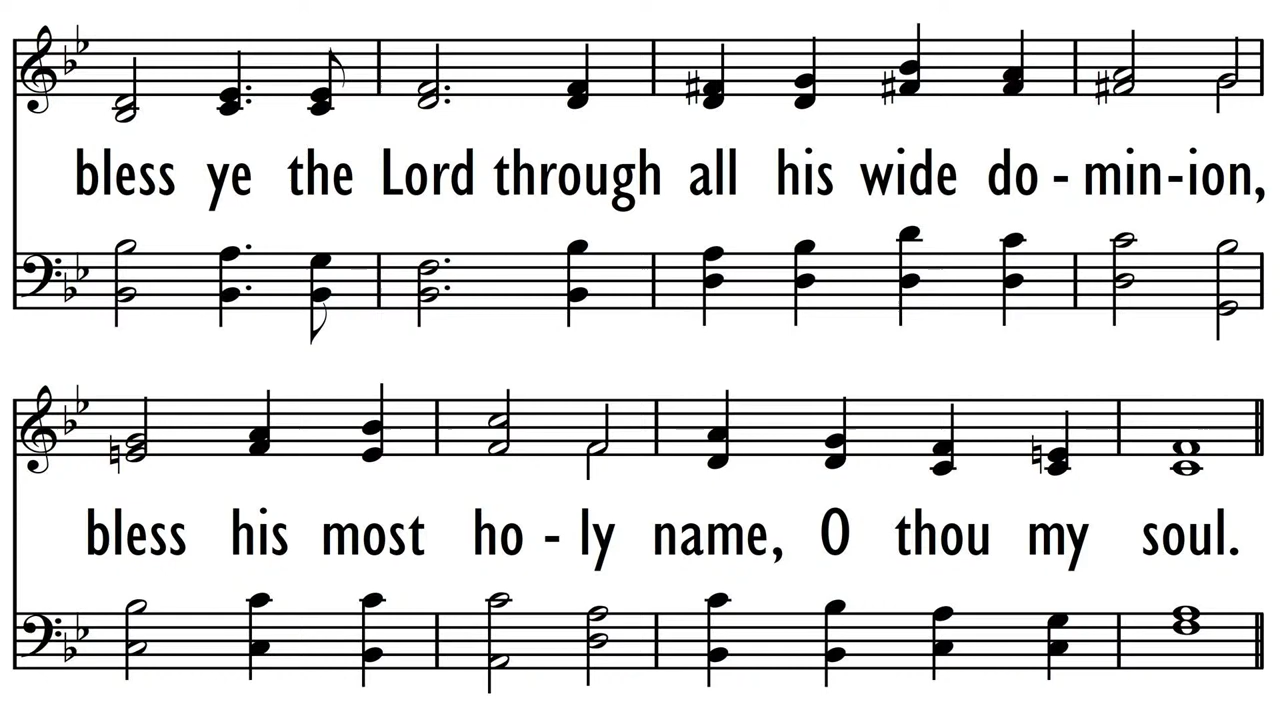 bless ye the Lord through all his wide do - min-ion,
bless his most ho - ly name, O thou my soul.